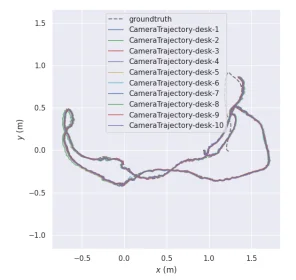 1.5
1.0
0.5
0.0
−0.5
−1.0
y (m)
−0.5
0.0
0.5
1.0
1.5
x (m)
groundtruth
CameraTrajectory-desk-1
CameraTrajectory-desk-2
CameraTrajectory-desk-3
CameraTrajectory-desk-4
CameraTrajectory-desk-5
CameraTrajectory-desk-6
CameraTrajectory-desk-7
CameraTrajectory-desk-8
CameraTrajectory-desk-9
CameraTrajectory-desk-10